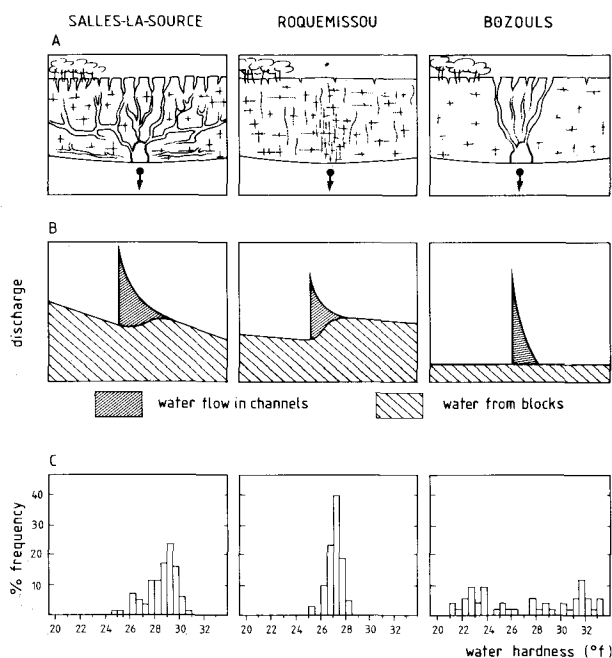 SALLES-LA-SOURCE ROQUEMISSOU BOZOULS
A
B
discharge
water flow in channels water from blocks
C
% frequency
40
30
20
10
20 22 24 26 28 30 32 20 22 24 26 28 30 32 20 22 24 26 28 30 32
water hardness (°f)